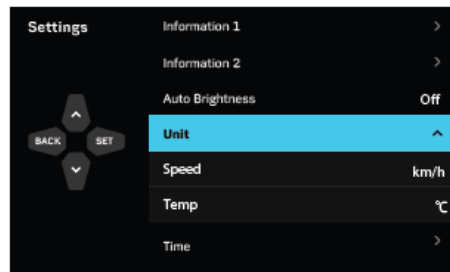 Settings
Information 1
Information 2
Auto Brightness Off
BACK SET
Unit
Speed km/h
Temp ℃
Time